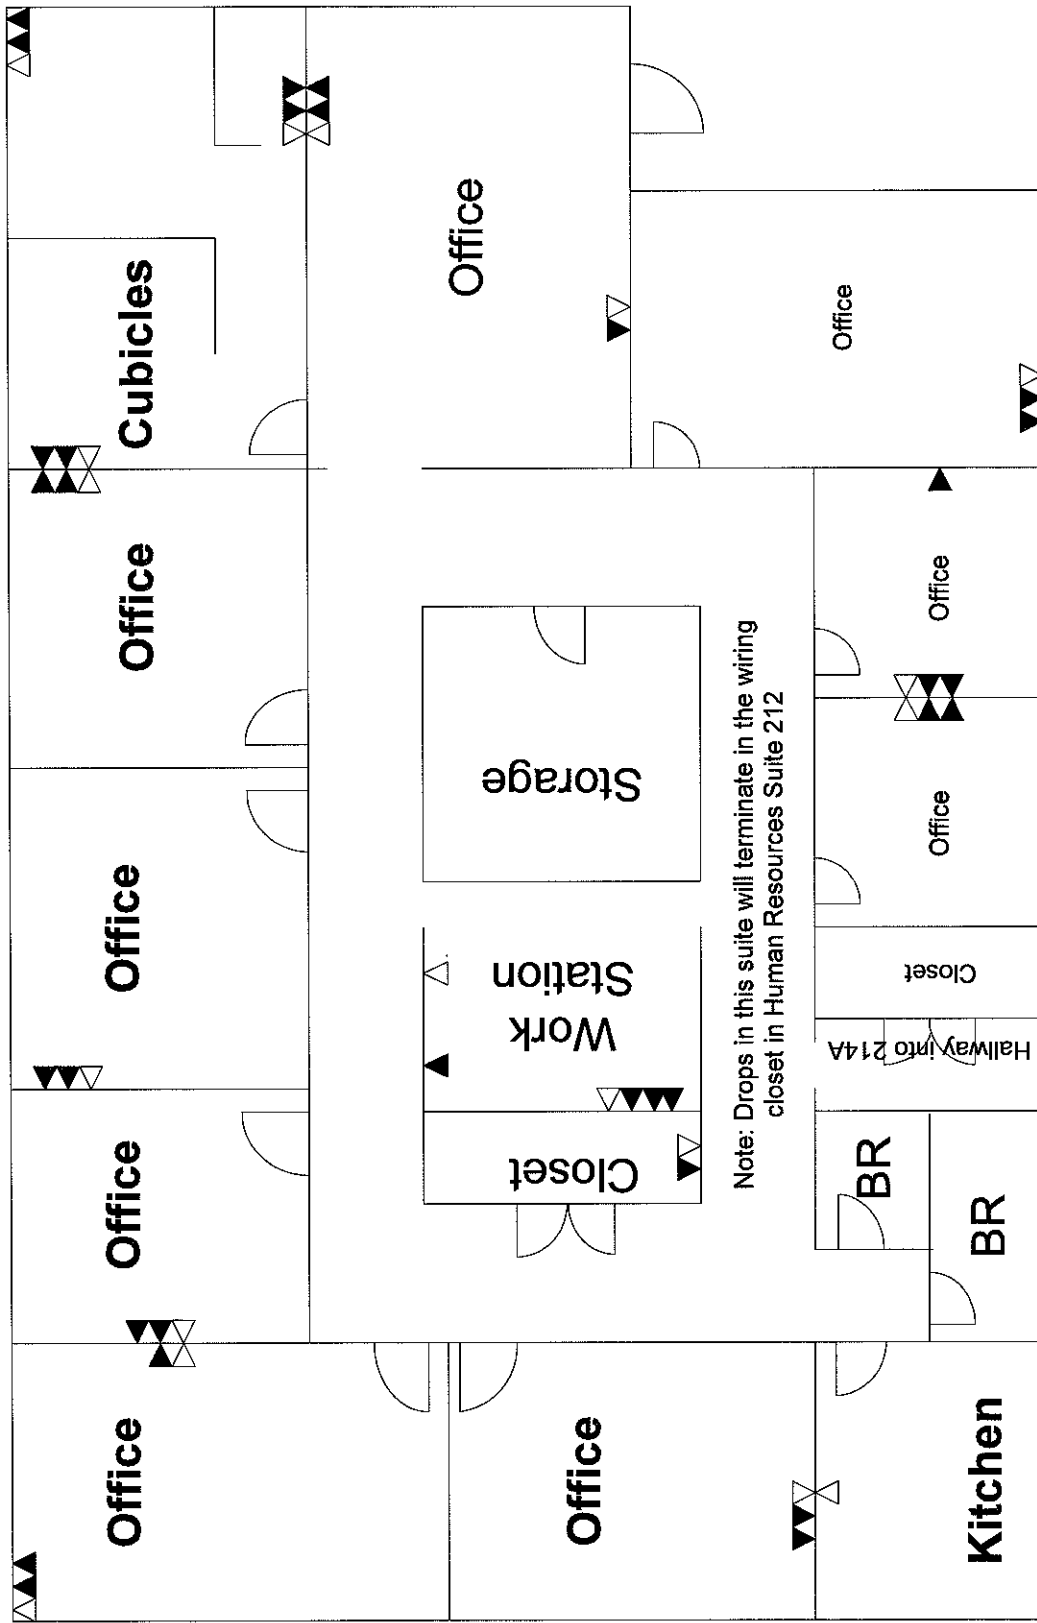 Office
Office
Office
Office
Cubicles
Office
Closet
Work
Station
Storage
Office
Note: Drops in this suite will terminate in the wiring
closet in Human Resources Suite 212
Office
Kitchen
BR
BR
Hallway into 214A
Closet
Office
Office
Office